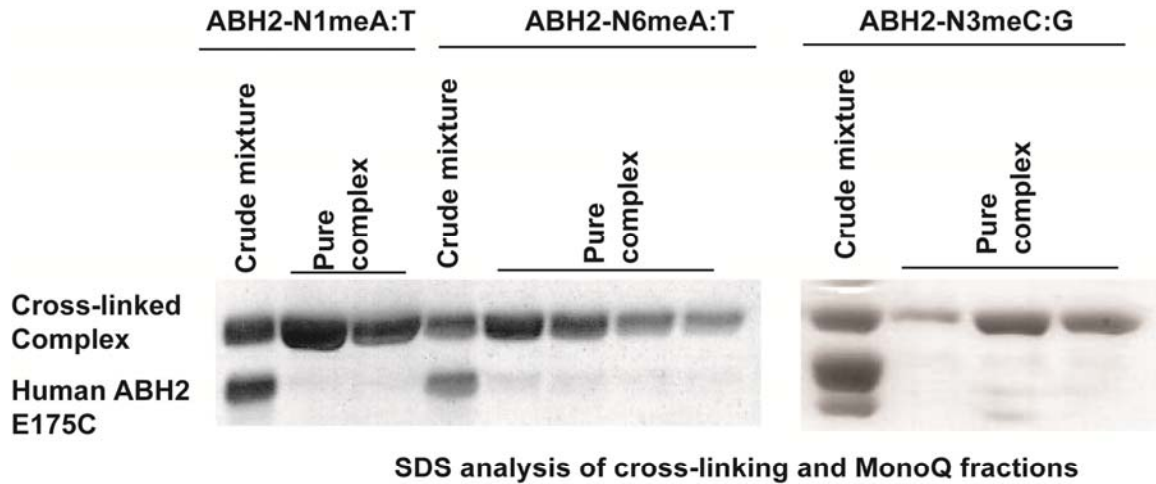 ABH2-N1meA:T
ABH2-N6meA:T
ABH2-N3meC:G
Crude mixture
Pure
complex
Crude mixture
Pure
complex
Crude mixture
Pure
complex
Cross-linked
Complex
Human ABH2
E175C
SDS analysis of cross-linking and MonoQ fractions